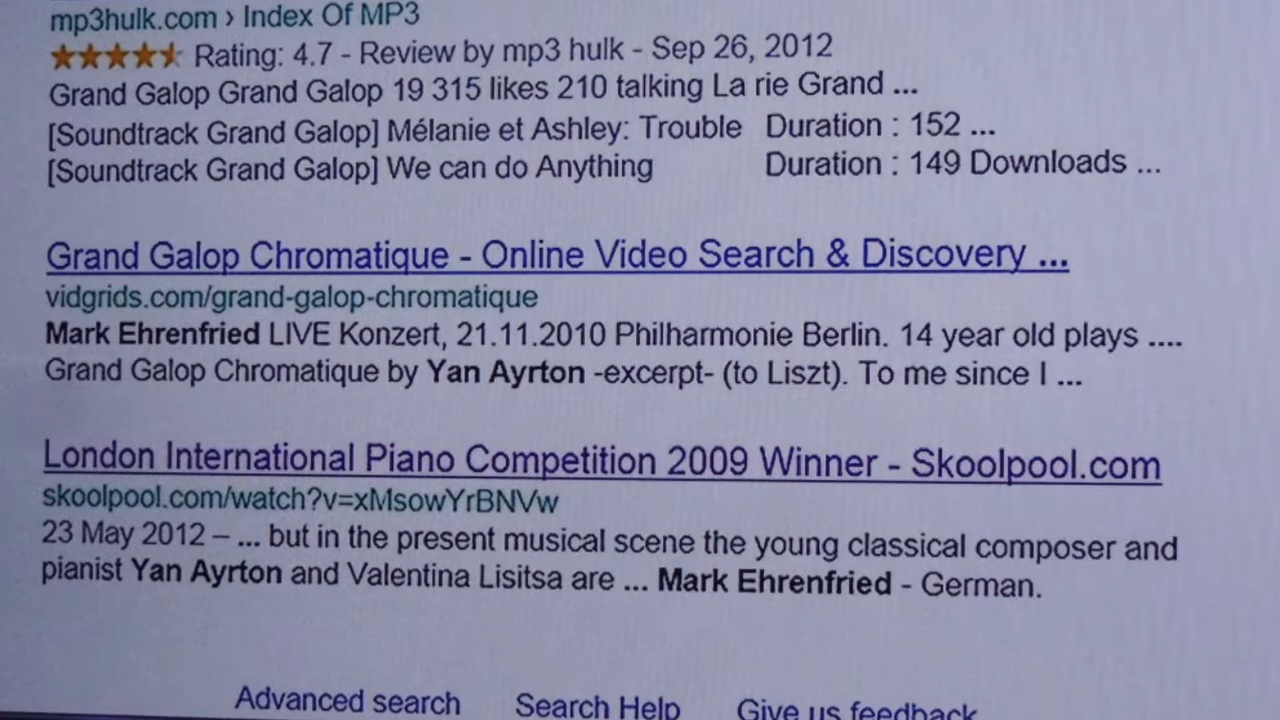 mp3hulk.com › Index Of MP3
Rating: 4.7 - Review by mp3 hulk - Sep 26, 2012
Grand Galop Grand Galop 19 315 likes 210 talking La rie Grand ...
[Soundtrack Grand Galop] Mélanie et Ashley: Trouble Duration : 152 ...
[Soundtrack Grand Galop] We can do Anything Duration : 149 Downloads ...
Grand Galop Chromatique - Online Video Search & Discovery ...
vidgrids.com/grand-galop-chromatique
Mark Ehrenfried LIVE Konzert, 21.11.2010 Philharmonie Berlin. 14 year old plays ....
Grand Galop Chromatique by Yan Ayrton -excerpt- (to Liszt). To me since I ...
London International Piano Competition 2009 Winner - Skoolpool.com
skoolpool.com/watch?v=xMsowYrBNVw
23 May 2012 – ... but in the present musical scene the young classical composer and
pianist Yan Ayrton and Valentina Lisitsa are ... Mark Ehrenfried - German.
Advanced search Search Help Give us feedback